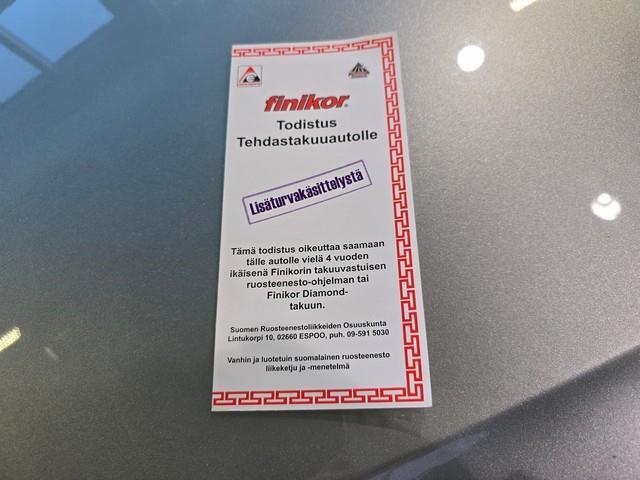 finikor®
Todistus
Tehdastakuuautolle
Lisäturvakäsittelystä
Tämä todistus oikeuttaa saamaan
tälle autolle vielä 4 vuoden
ikäisenä Finikorin takuuvastuisen
ruosteenesto-ohjelman tai
Finikor Diamond-
takuun.
Suomen Ruosteenestoliikkeiden Osuuskunta
Lintukorpi 10, 02660 ESPOO, puh. 09-591 5030
Vanhin ja luotetuin suomalainen ruosteenesto
liikeketju ja -menetelmä